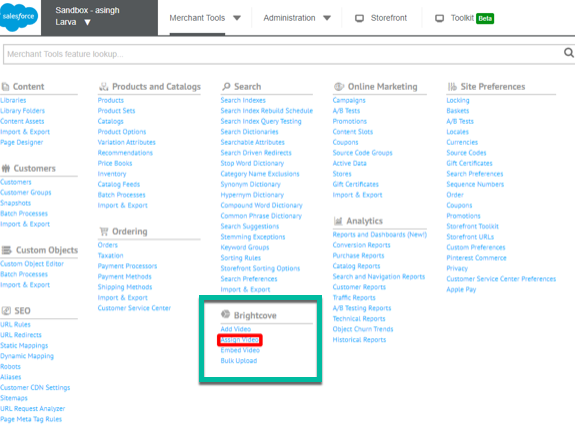 salesforce
Sandbox - asingh
Larva
Merchant Tools
Administration
Storefront
Toolkit Beta
Merchant Tools feature lookup...
Content
Libraries
Library Folders
Content Assets
Import & Export
Page Designer
Customers
Customers
Customer Groups
Snapshots
Batch Processes
Import & Export
Custom Objects
Custom Object Editor
Batch Processes
Import & Export
SEO
URL Rules
URL Redirects
Static Mappings
Dynamic Mapping
Robots
Aliases
Customer CDN Settings
Sitemaps
URL Request Analyzer
Page Meta Tag Rules
Products and Catalogs
Products
Product Sets
Catalogs
Product Options
Variation Attributes
Recommendations
Price Books
Inventory
Catalog Feeds
Batch Processes
Import & Export
Ordering
Orders
Taxation
Payment Processors
Payment Methods
Shipping Methods
Import & Export
Customer Service Center
Search
Search Indexes
Search Index Rebuild Schedule
Search Index Query Testing
Search Dictionaries
Searchable Attributes
Search Driven Redirects
Stop Word Dictionary
Category Name Exclusions
Synonym Dictionary
Hypernym Dictionary
Compound Word Dictionary
Common Phrase Dictionary
Search Suggestions
Stemming Exceptions
Keyword Groups
Sorting Rules
Storefront Sorting Options
Search Preferences
Import & Export
Brightcove
Add Video
Assign Video
Embed Video
Bulk Upload
Online Marketing
Campaigns
A/B Tests
Promotions
Content Slots
Coupons
Source Code Groups
Active Data
Stores
Gift Certificates
Import & Export
Analytics
Reports and Dashboards (New!)
Conversion Reports
Purchase Reports
Catalog Reports
Search and Navigation Reports
Customer Reports
Traffic Reports
A/B Testing Reports
Technical Reports
Object Churn Trends
Historical Reports
Site Preferences
Locking
Baskets
A/B Tests
Locales
Currencies
Source Codes
Gift Certificates
Search Preferences
Sequence Numbers
Order
Coupons
Promotions
Storefront Toolkit
Storefront URLs
Custom Preferences
Pinterest Commerce
Privacy
Customer Service Center Preferences
Apple Pay